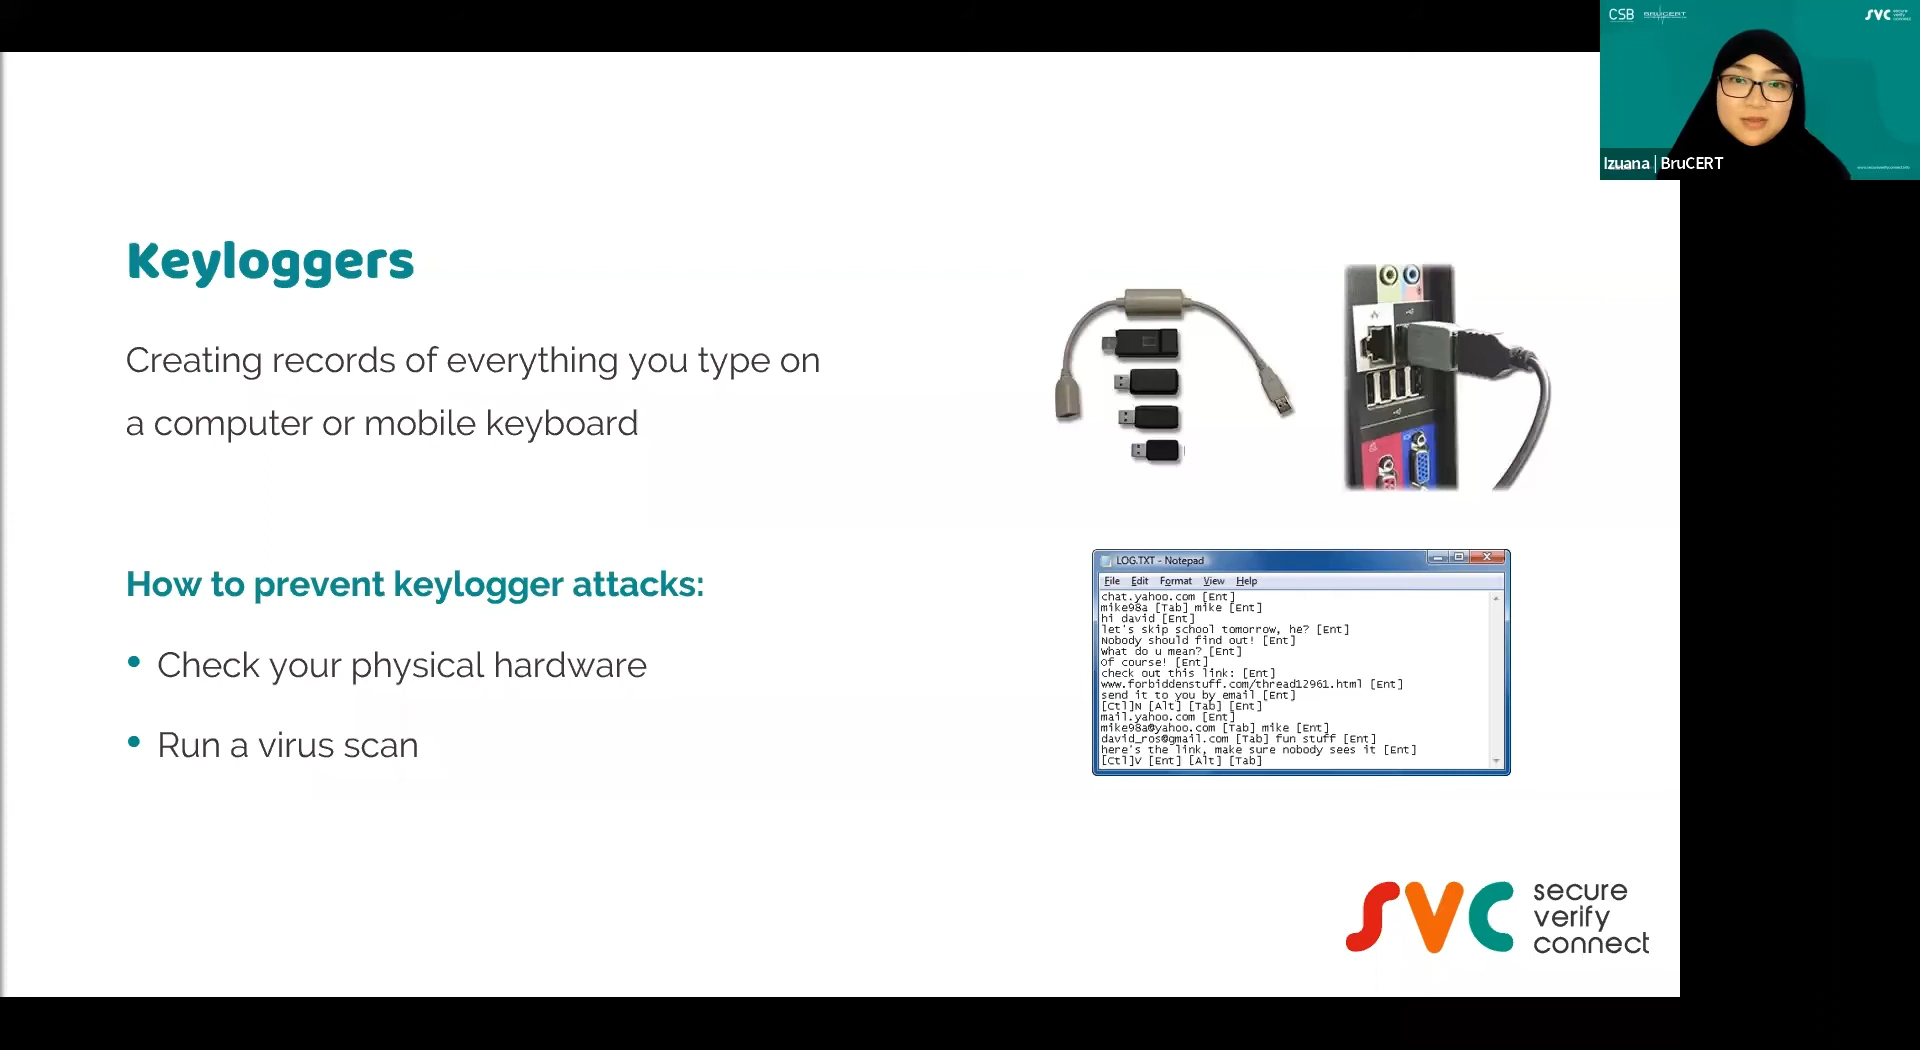 CSB BRUCERT
SVC secure verify connect
Izuana | BruCERT
Keyloggers
Creating records of everything you type on
a computer or mobile keyboard
How to prevent keylogger attacks:
• Check your physical hardware
• Run a virus scan
LOG.TXT - Notepad
File Edit Format View Help
chat.yahoo.com [Ent]
mike98a [Tab] mike [Ent]
hi david [Ent]
let's skip school tomorrow, he? [Ent]
Nobody should find out! [Ent]
What do u mean? [Ent]
Of course! [Ent]
check out this link: [Ent]
www.forbiddenstuff.com/thread12961.html [Ent]
send it to you by email [Ent]
[Ctl]N [Alt] [Tab] [Ent]
mail.yahoo.com [Ent]
mike98a@yahoo.com [Tab] mike [Ent]
david_ros@gmail.com [Tab] fun stuff [Ent]
here's the link, make sure nobody sees it [Ent]
[Ctl]V [Ent] [Alt] [Tab]
SVC
secure
verify
connect